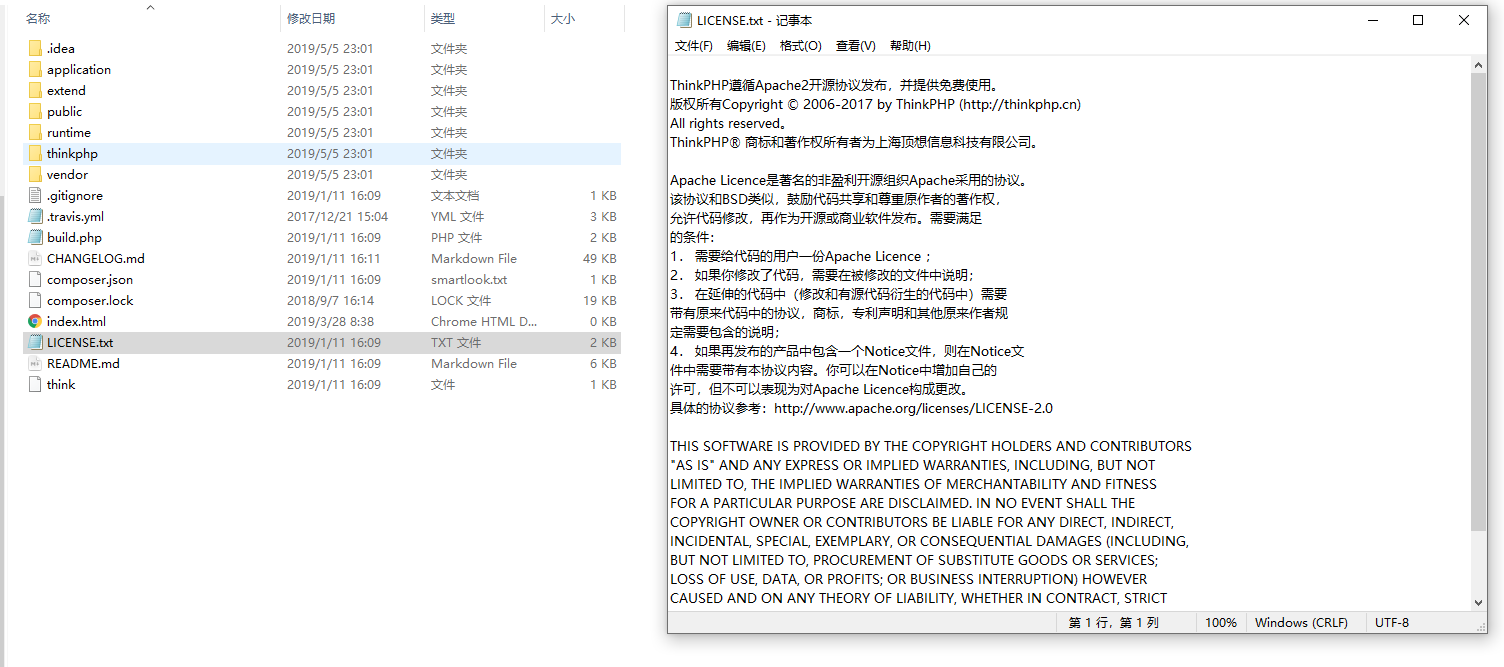 名称 修改日期 类型 大小
.idea 2019/5/5 23:01 文件夹
application 2019/5/5 23:01 文件夹
extend 2019/5/5 23:01 文件夹
public 2019/5/5 23:01 文件夹
runtime 2019/5/5 23:01 文件夹
thinkphp 2019/5/5 23:01 文件夹
vendor 2019/5/5 23:01 文件夹
.gitignore 2019/1/11 16:09 文本文档 1 KB
.travis.yml 2017/12/21 15:04 YML 文件 3 KB
build.php 2019/1/11 16:09 PHP 文件 2 KB
CHANGELOG.md 2019/1/11 16:11 Markdown File 49 KB
composer.json 2019/1/11 16:09 smartlook.txt 1 KB
composer.lock 2018/9/7 16:14 LOCK 文件 19 KB
index.html 2019/3/28 8:38 Chrome HTML D... 0 KB
LICENSE.txt 2019/1/11 16:09 TXT 文件 2 KB
README.md 2019/1/11 16:09 Markdown File 6 KB
think 2019/1/11 16:09 文件 1 KB
LICENSE.txt - 记事本
文件(F) 编辑(E) 格式(O) 查看(V) 帮助(H)
ThinkPHP遵循Apache2开源协议发布，并提供免费使用。
版权所有Copyright © 2006-2017 by ThinkPHP (http://thinkphp.cn)
All rights reserved。
ThinkPHP® 商标和著作权所有者为上海顶想信息科技有限公司。
Apache Licence是著名的非盈利开源组织Apache采用的协议。
该协议和BSD类似，鼓励代码共享和尊重原作者的著作权，
允许代码修改，再作为开源或商业软件发布。需要满足
的条件：
1． 需要给代码的用户一份Apache Licence ；
2． 如果你修改了代码，需要在被修改的文件中说明；
3． 在延伸的代码中（修改和有源代码衍生的代码中）需要
带有原来代码中的协议，商标，专利声明和其他原来作者规
定需要包含的说明；
4． 如果再发布的产品中包含一个Notice文件，则在Notice文
件中需要带有本协议内容。你可以在Notice中增加自己的
许可，但不可以表现为对Apache Licence构成更改。
具体的协议参考：http://www.apache.org/licenses/LICENSE-2.0
THIS SOFTWARE IS PROVIDED BY THE COPYRIGHT HOLDERS AND CONTRIBUTORS
"AS IS" AND ANY EXPRESS OR IMPLIED WARRANTIES, INCLUDING, BUT NOT
LIMITED TO, THE IMPLIED WARRANTIES OF MERCHANTABILITY AND FITNESS
FOR A PARTICULAR PURPOSE ARE DISCLAIMED. IN NO EVENT SHALL THE
COPYRIGHT OWNER OR CONTRIBUTORS BE LIABLE FOR ANY DIRECT, INDIRECT,
INCIDENTAL, SPECIAL, EXEMPLARY, OR CONSEQUENTIAL DAMAGES (INCLUDING,
BUT NOT LIMITED TO, PROCUREMENT OF SUBSTITUTE GOODS OR SERVICES;
LOSS OF USE, DATA, OR PROFITS; OR BUSINESS INTERRUPTION) HOWEVER
CAUSED AND ON ANY THEORY OF LIABILITY, WHETHER IN CONTRACT, STRICT
第 1 行，第 1 列 100% Windows (CRLF) UTF-8